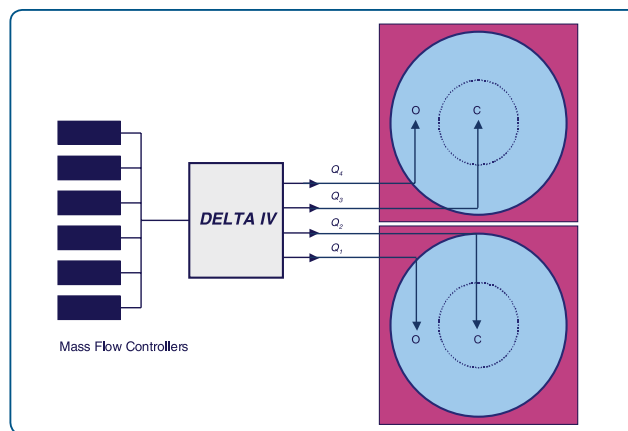 O
C
Q4
Q3
DELTA IV
Q2
Q1
O
C
Mass Flow Controllers